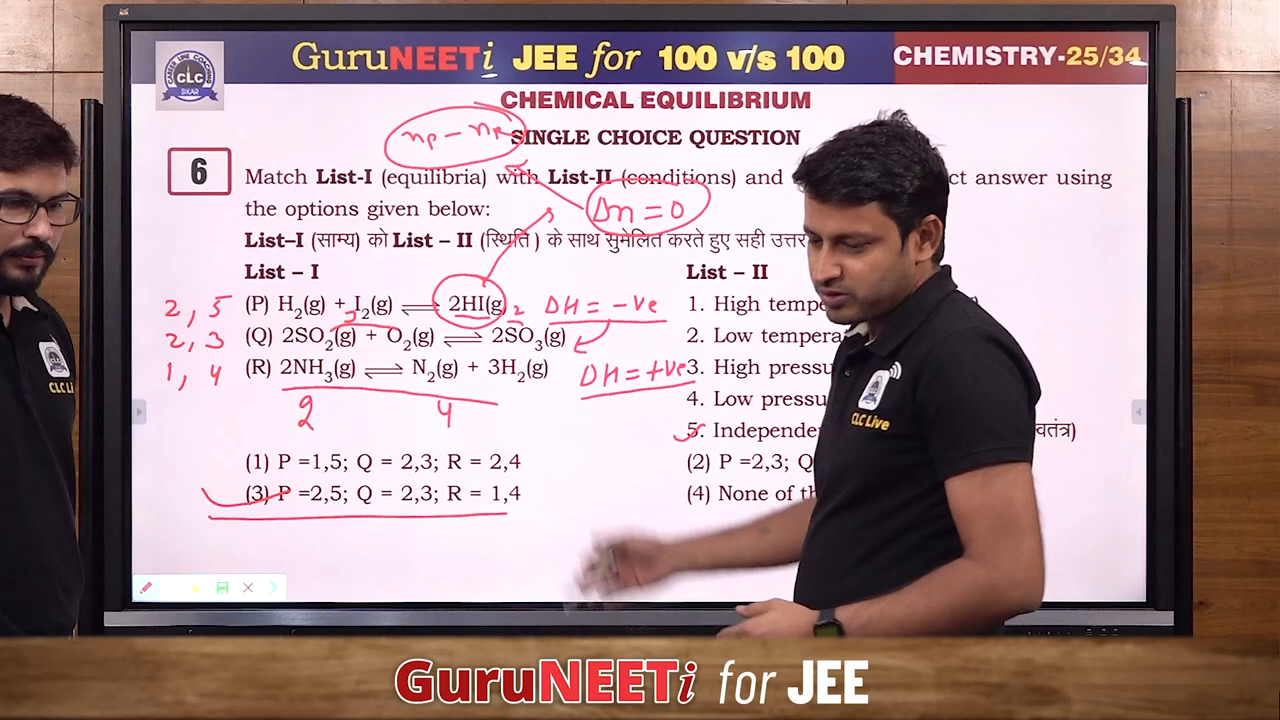 GuruNEETi JEE for 100 v/s 100
CHEMISTRY-25/34
CLC
SIKAR
CHEMICAL EQUILIBRIUM
nP – nR
SINGLE CHOICE QUESTION
6
Match List-I (equilibria) with List-II (conditions) and ct answer using
the options given below:
Δn = 0
List–I (साम्य) को List – II (स्थिति ) के साथ सुमेलित करते हुए सही उत्तर
List – I
List – II
2, 5 (P) H₂(g) + I₂(g) ⇌ 2HI(g 2 ΔH = -ve
1. High tempe
3
2, 3 (Q) 2SO₂(g) + O₂(g) ⇌ 2SO₃(g)
2. Low tempera
1, 4 (R) 2NH₃(g) ⇌ N₂(g) + 3H₂(g) ΔH = +ve
3. High pressu
2 4
4. Low pressu
5. Independe वतंत्र)
(1) P =1,5; Q = 2,3; R = 2,4
(2) P =2,3; Q
(3) P =2,5; Q = 2,3; R = 1,4
(4) None of th
CLC Live
CLC Li
GuruNEETi for JEE